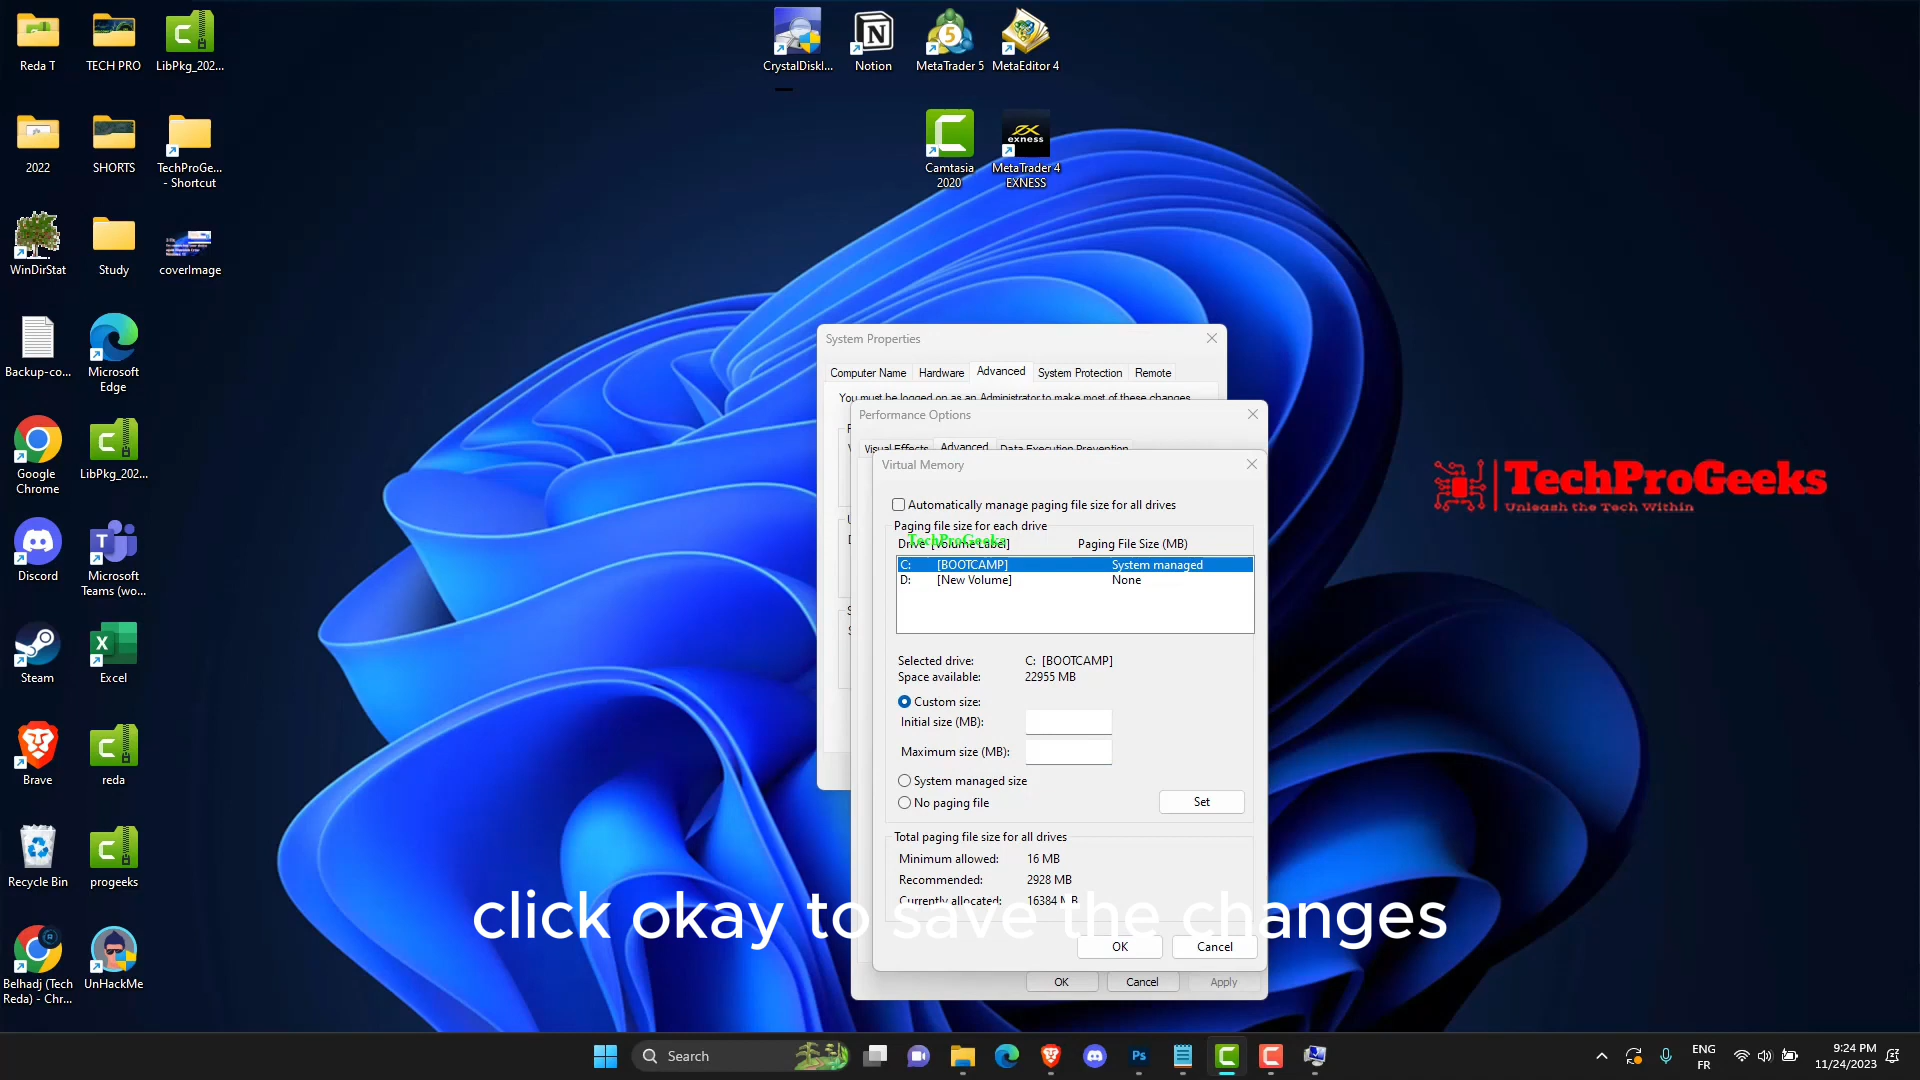 Reda T
TECH PRO
LibPkg_202...
CrystalDiskI...
Notion
MetaTrader 5
MetaEditor 4
2022
SHORTS
TechProGe...
- Shortcut
Camtasia
2020
exness
MetaTrader 4
EXNESS
WinDirStat
Study
coverImage
Backup-co...
Microsoft
Edge
Google
Chrome
LibPkg_202...
Discord
Microsoft
Teams (wo...
Steam
Excel
Brave
reda
Recycle Bin
progeeks
Belhadj (Tech
Reda) - Chr...
UnHackMe
System Properties
Computer Name
Hardware
Advanced
System Protection
Remote
You must be logged on as an Administrator to make most of these changes.
Performance Options
Visual Effects
Advanced
Data Execution Prevention
Virtual Memory
Automatically manage paging file size for all drives
Paging file size for each drive
TechProGeeks
Drive [Volume Label]
Paging File Size (MB)
C: [BOOTCAMP] System managed
D: [New Volume] None
Selected drive: C: [BOOTCAMP]
Space available: 22955 MB
Custom size:
Initial size (MB):
Maximum size (MB):
System managed size
No paging file
Set
Total paging file size for all drives
Minimum allowed: 16 MB
Recommended: 2928 MB
Currently allocated: 16384 MB
click okay to save the changes
OK
Cancel
OK
Cancel
Apply
TechProGeeks
Unleash the Tech Within
Search
ENG
FR
9:24 PM
11/24/2023